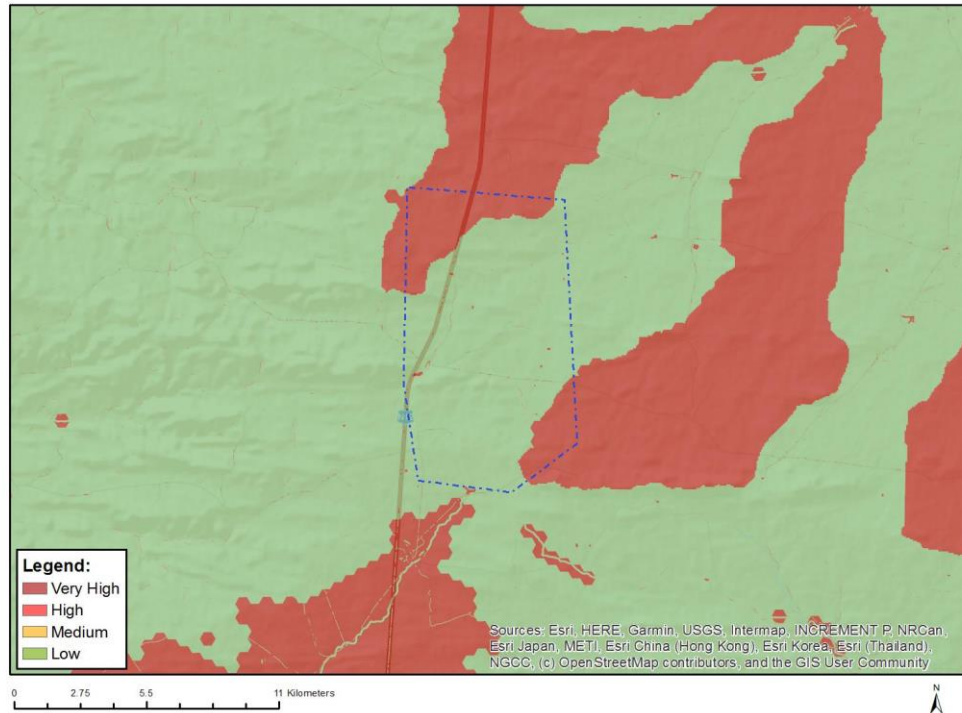 Legend:
Very High
High
Medium
Low
Sources: Esri, HERE, Garmin, USGS, Intermap, INCREMENT P, NRCan,
Esri Japan, METI, Esri China (Hong Kong), Esri Korea, Esri (Thailand),
NGCC, (c) OpenStreetMap contributors, and the GIS User Community
0 2.75 5.5 11 Kilometers
N